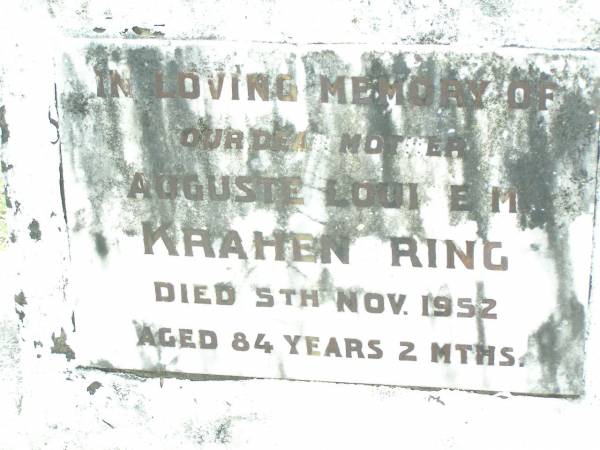 IN LOVING MEMORY OF
OUR DEA MOT ER
AUGUSTE LOUI E M
KRAHEN RING
DIED 5TH NOV. 1952
AGED 84 YEARS 2 MTHS.